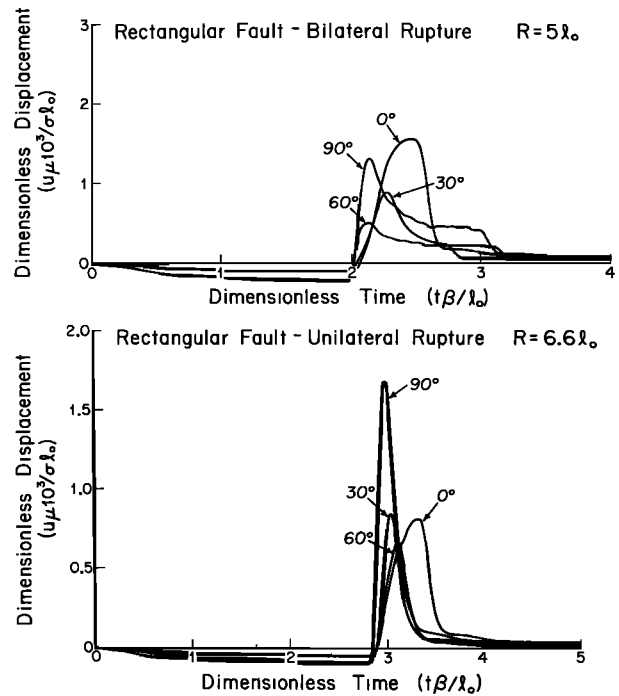 Rectangular Fault - Bilateral Rupture R=5ℓ₀
Dimensionless Displacement
(uμ10³/σℓ₀)
3
2
1
0
0°
90°
30°
60°
0 1 2 3 4
Dimensionless Time (tβ/ℓ₀)
Rectangular Fault - Unilateral Rupture R=6.6ℓ₀
Dimensionless Displacement
(uμ10³/σℓ₀)
2.0
1.5
1.0
0.5
0
90°
30°
0°
60°
0 1 2 3 4 5
Dimensionless Time (tβ/ℓ₀)